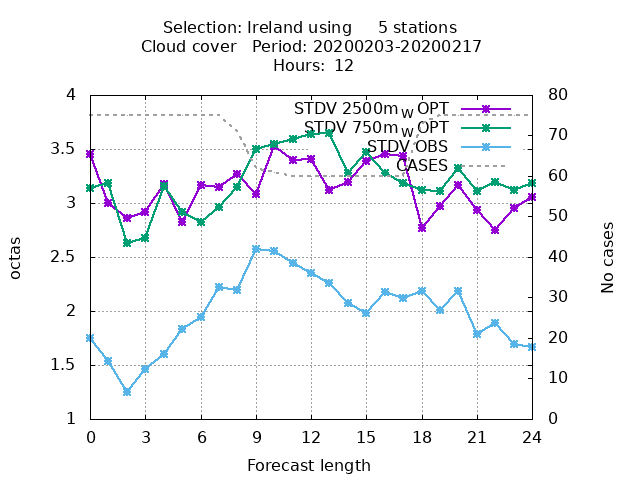 Selection: Ireland using     5 stations
Cloud cover   Period: 20200203-20200217
Hours:  12
STDV 2500m W OPT
STDV 750m W OPT
STDV OBS
CASES
octas
No cases
4
3.5
3
2.5
2
1.5
1
80
70
60
50
40
30
20
10
0
0 3 6 9 12 15 18 21 24
Forecast length